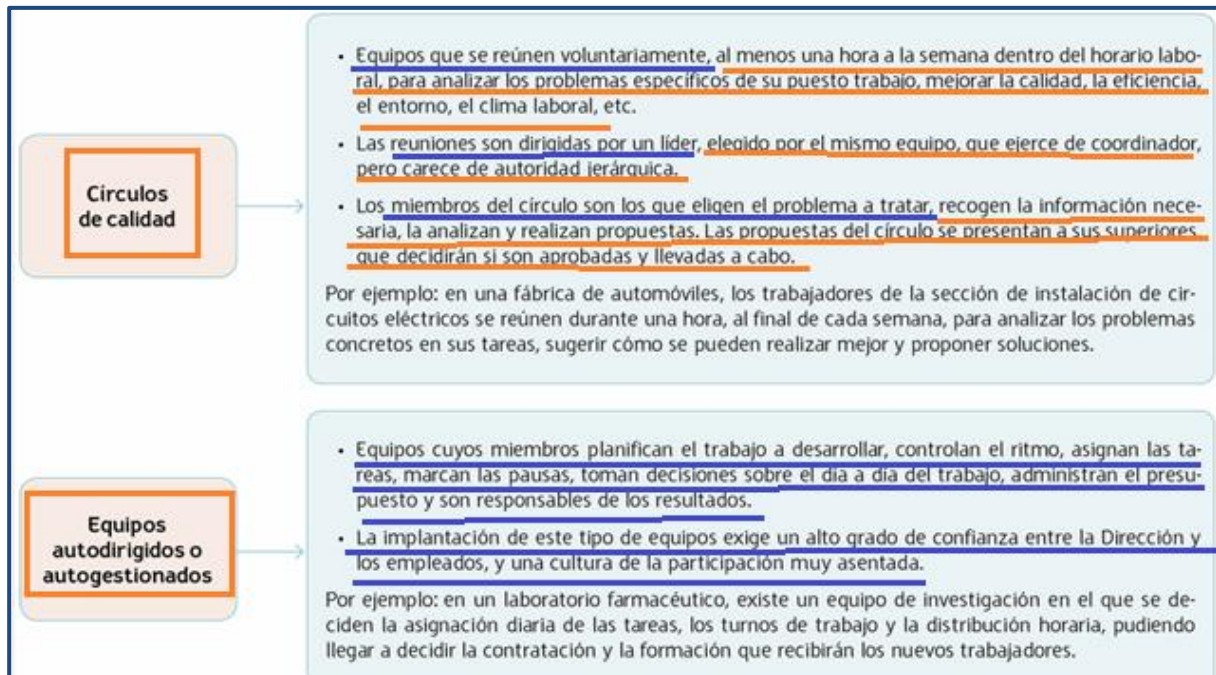 Círculos
de calidad
• Equipos que se reúnen voluntariamente, al menos una hora a la semana dentro del horario labo-
ral, para analizar los problemas específicos de su puesto trabajo, mejorar la calidad, la eficiencia,
el entorno, el clima laboral, etc.
• Las reuniones son dirigidas por un líder, elegido por el mismo equipo, que ejerce de coordinador,
pero carece de autoridad jerárquica.
• Los miembros del círculo son los que eligen el problema a tratar, recogen la información nece-
saria, la analizan y realizan propuestas. Las propuestas del círculo se presentan a sus superiores
que decidirán si son aprobadas y llevadas a cabo.
Por ejemplo: en una fábrica de automóviles, los trabajadores de la sección de instalación de cir-
cuitos eléctricos se reúnen durante una hora, al final de cada semana, para analizar los problemas
concretos en sus tareas, sugerir cómo se pueden realizar mejor y proponer soluciones.
Equipos
autodirigidos o
autogestionados
• Equipos cuyos miembros planifican el trabajo a desarrollar, controlan el ritmo, asignan las ta-
reas, marcan las pausas, toman decisiones sobre el día a día del trabajo, administran el presu-
puesto y son responsables de los resultados.
• La implantación de este tipo de equipos exige un alto grado de confianza entre la Dirección y
los empleados, y una cultura de la participación muy asentada.
Por ejemplo: en un laboratorio farmacéutico, existe un equipo de investigación en el que se de-
ciden la asignación diaria de las tareas, los turnos de trabajo y la distribución horaria, pudiendo
llegar a decidir la contratación y la formación que recibirán los nuevos trabajadores.